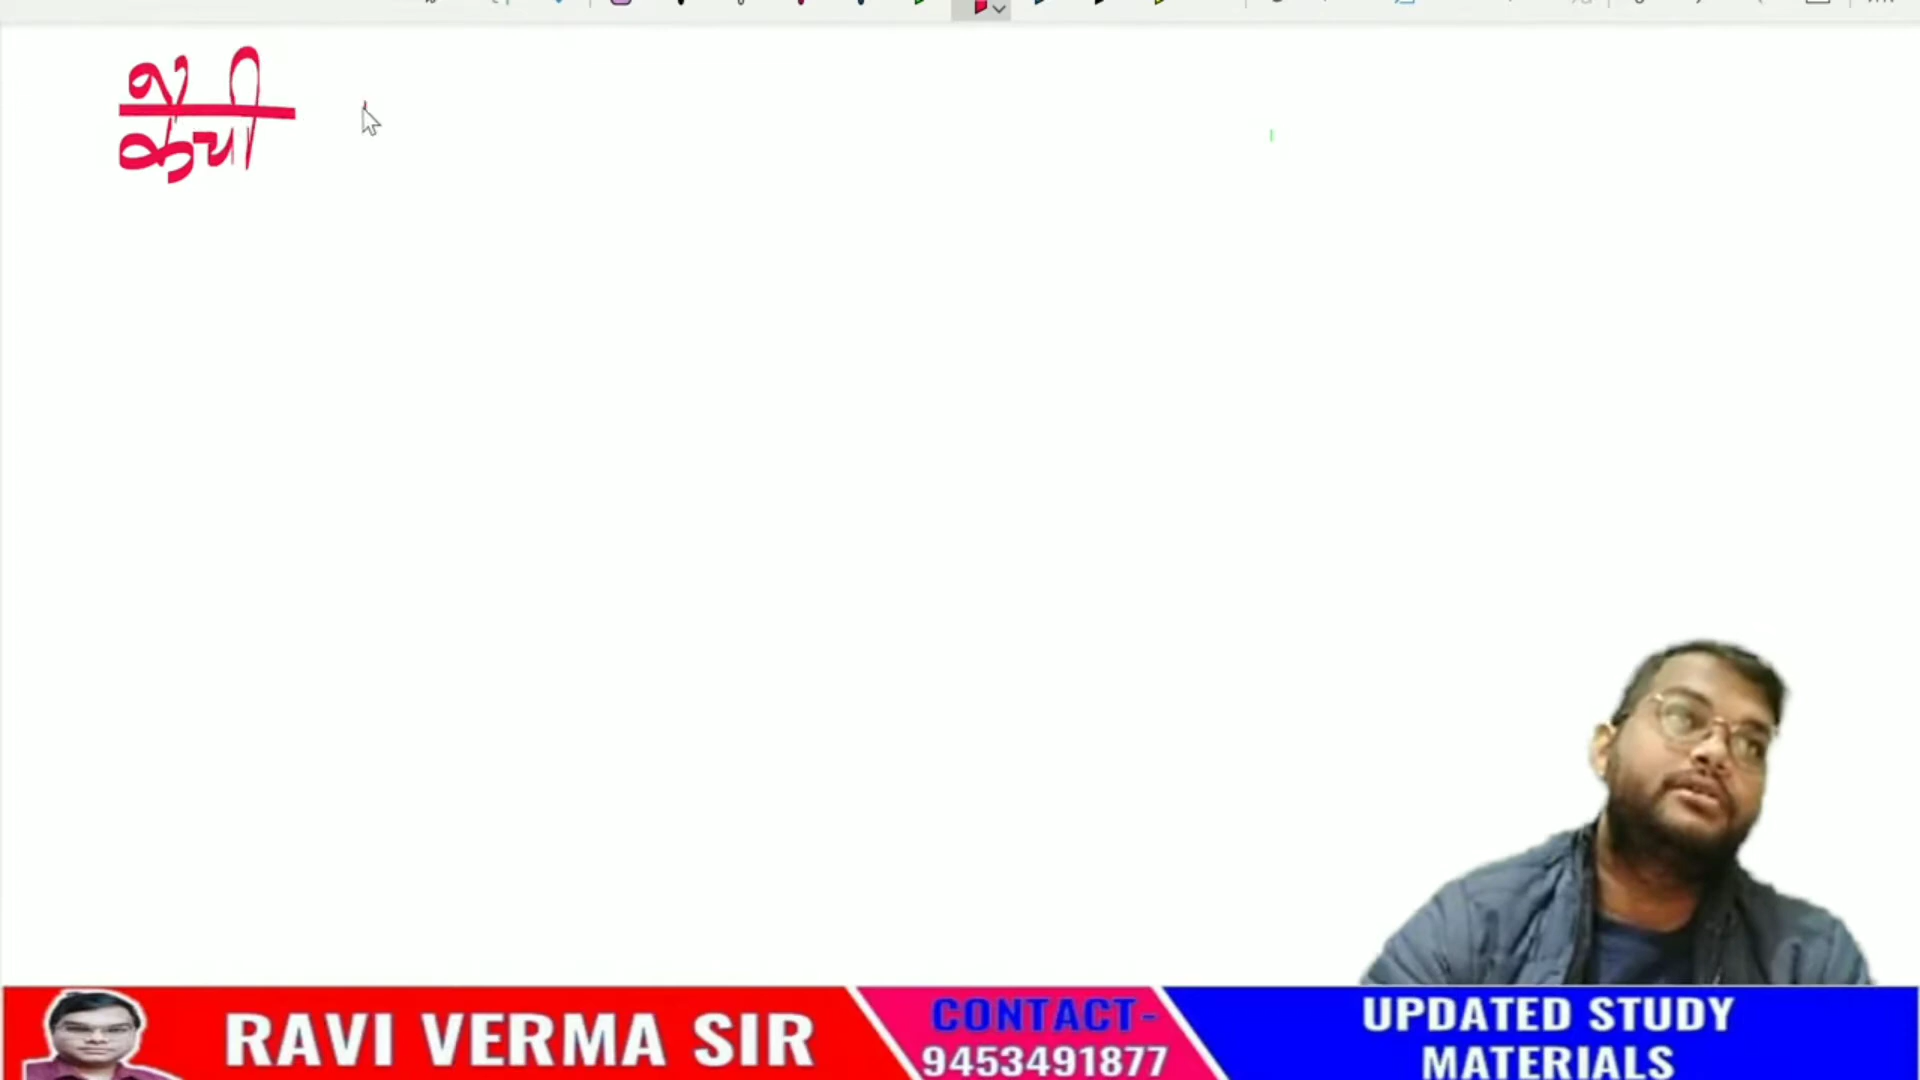 कैंची
RAVI VERMA SIR
CONTACT-
9453491877
UPDATED STUDY
MATERIALS